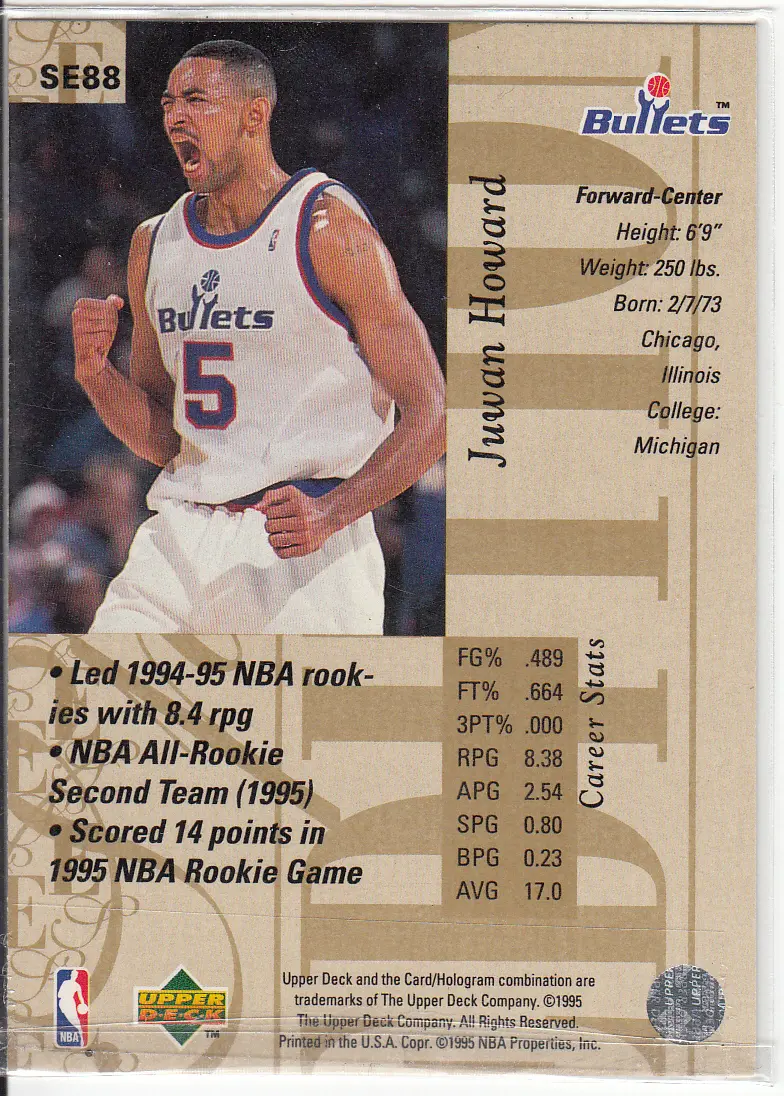 SE88
Bullets™
Juwan Howard
Forward-Center
Height: 6'9"
Weight: 250 lbs.
Born: 2/7/73
Chicago,
Illinois
College:
Michigan
Bullets
5
• Led 1994-95 NBA rook-
ies with 8.4 rpg
• NBA All-Rookie
Second Team (1995)
• Scored 14 points in
1995 NBA Rookie Game
Career Stats
FG% .489
FT% .664
3PT% .000
RPG 8.38
APG 2.54
SPG 0.80
BPG 0.23
AVG 17.0
NBA
®
UPPER
DECK
™
Upper Deck and the Card/Hologram combination are
trademarks of The Upper Deck Company. ©1995
The Upper Deck Company. All Rights Reserved.
Printed in the U.S.A. Copr. ©1995 NBA Properties, Inc.
UPPER